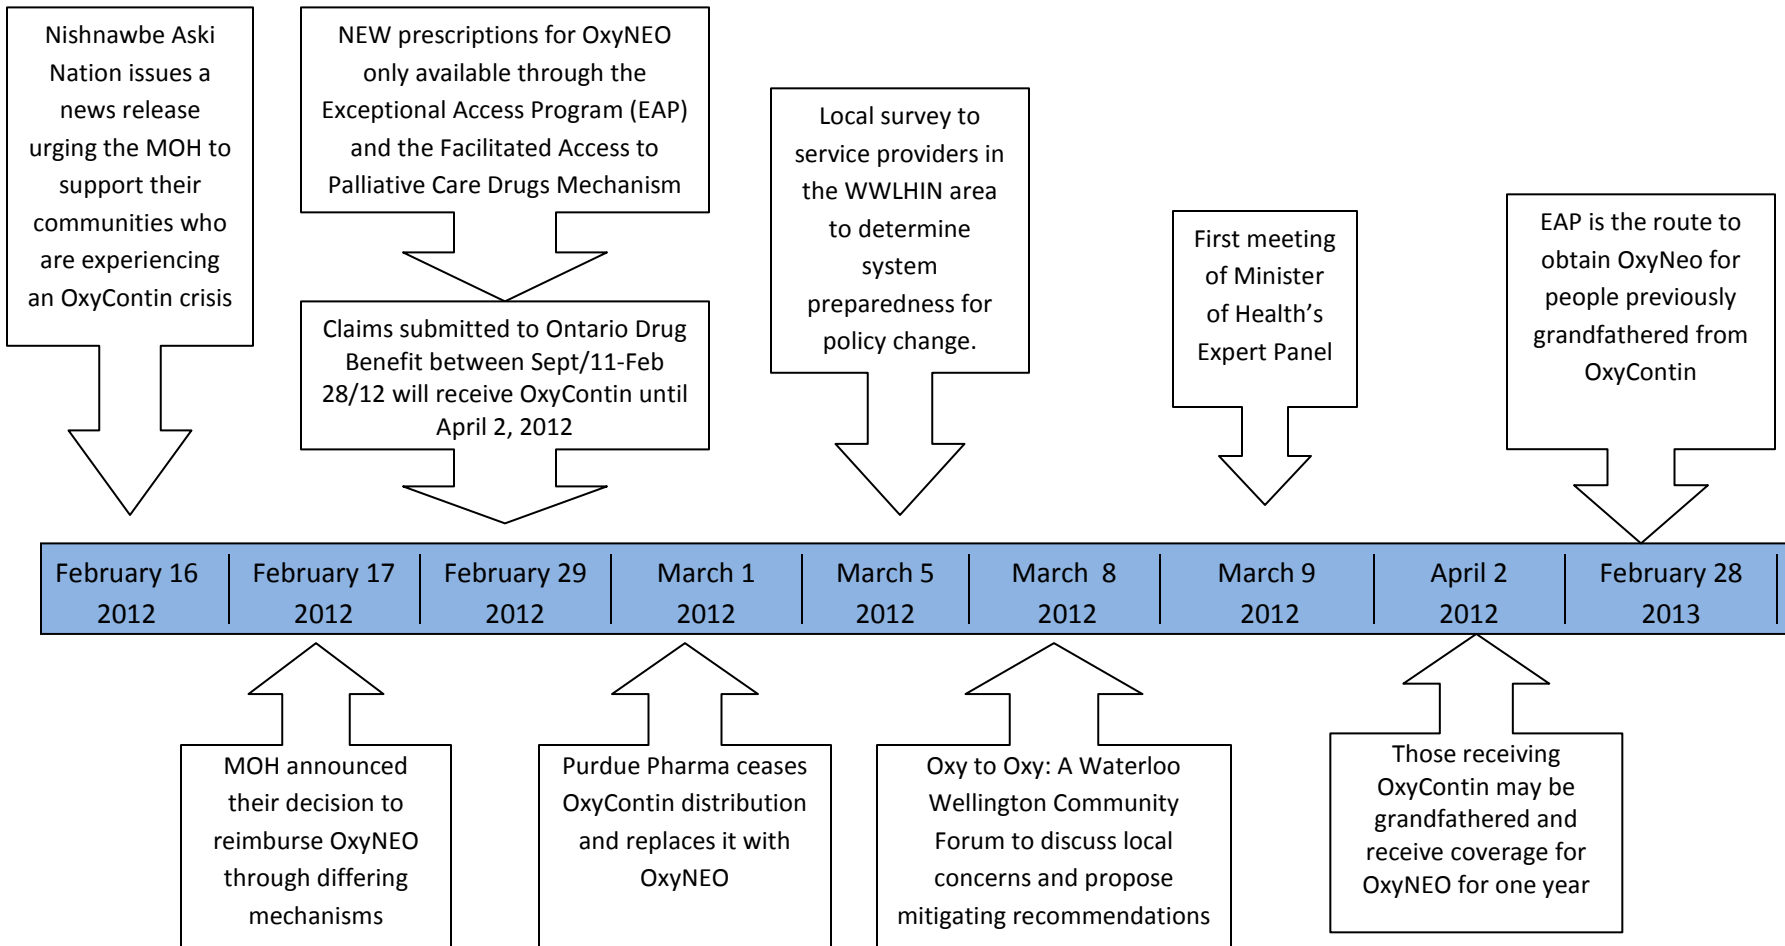 Nishnawbe Aski
Nation issues a
news release
urging the MOH to
support their
communities who
are experiencing
an OxyContin crisis
NEW prescriptions for OxyNEO
only available through the
Exceptional Access Program (EAP)
and the Facilitated Access to
Palliative Care Drugs Mechanism
Claims submitted to Ontario Drug
Benefit between Sept/11-Feb
28/12 will receive OxyContin until
April 2, 2012
Local survey to
service providers in
the WWLHIN area
to determine
system
preparedness for
policy change.
First meeting
of Minister
of Health’s
Expert Panel
EAP is the route to
obtain OxyNeo for
people previously
grandfathered from
OxyContin
February 16
2012
February 17
2012
February 29
2012
March 1
2012
March 5
2012
March 8
2012
March 9
2012
April 2
2012
February 28
2013
MOH announced
their decision to
reimburse OxyNEO
through differing
mechanisms
Purdue Pharma ceases
OxyContin distribution
and replaces it with
OxyNEO
Oxy to Oxy: A Waterloo
Wellington Community
Forum to discuss local
concerns and propose
mitigating recommendations
Those receiving
OxyContin may be
grandfathered and
receive coverage for
OxyNEO for one year